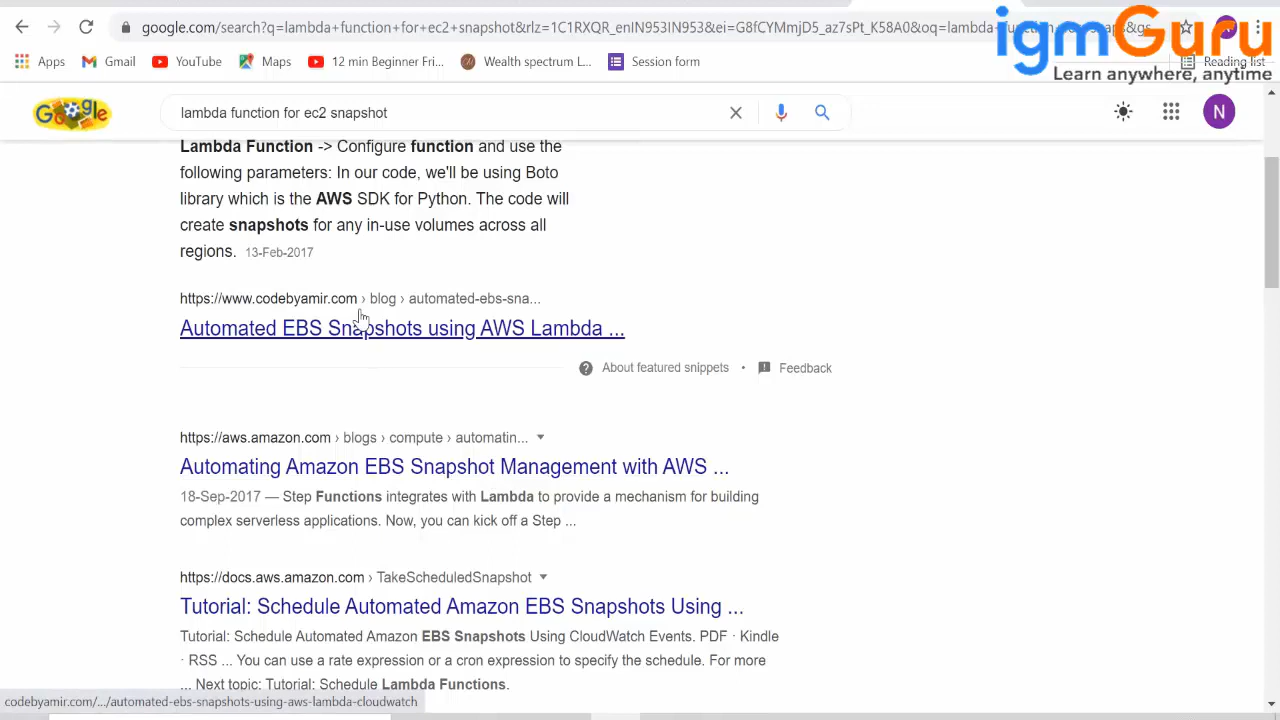 google.com/search?q=lambda+function+for+ec2+snapshot&rlz=1C1RXQR_enIN953IN953&ei=G8fCYMmjD5_az7sPt_K58A0&oq=lambda+
igmGuru
Learn anywhere, anytime
Apps
Gmail
YouTube
Maps
12 min Beginner Fri...
Wealth spectrum L...
Session form
Reading list
Google
lambda function for ec2 snapshot
N
Lambda Function -> Configure function and use the
following parameters: In our code, we'll be using Boto
library which is the AWS SDK for Python. The code will
create snapshots for any in-use volumes across all
regions. 13-Feb-2017
https://www.codebyamir.com › blog › automated-ebs-sna...
Automated EBS Snapshots using AWS Lambda ...
About featured snippets • Feedback
https://aws.amazon.com › blogs › compute › automatin...
Automating Amazon EBS Snapshot Management with AWS ...
18-Sep-2017 — Step Functions integrates with Lambda to provide a mechanism for building
complex serverless applications. Now, you can kick off a Step ...
https://docs.aws.amazon.com › TakeScheduledSnapshot
Tutorial: Schedule Automated Amazon EBS Snapshots Using ...
Tutorial: Schedule Automated Amazon EBS Snapshots Using CloudWatch Events. PDF · Kindle
· RSS ... You can use a rate expression or a cron expression to specify the schedule. For more
... Next topic: Tutorial: Schedule Lambda Functions.
codebyamir.com/.../automated-ebs-snapshots-using-aws-lambda-cloudwatch